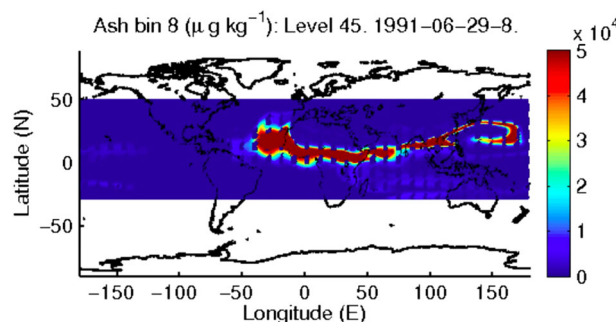 Ash bin 8 (μ g kg⁻¹): Level 45. 1991−06−29−8.
x 10⁴
5
4
3
2
1
0
50
0
−50
Latitude (N)
−150 −100 −50 0 50 100 150
Longitude (E)